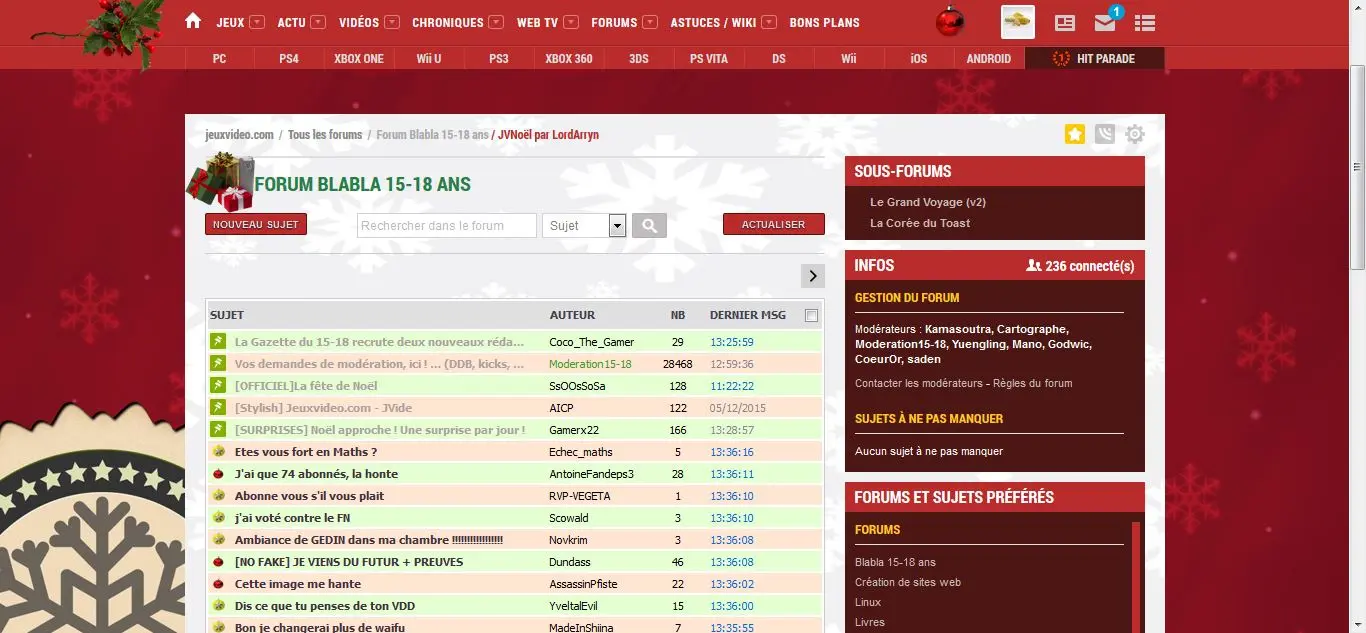 JEUX ACTU VIDÉOS CHRONIQUES WEB TV FORUMS ASTUCES / WIKI BONS PLANS 1
PC PS4 XBOX ONE Wii U PS3 XBOX 360 3DS PS VITA DS Wii iOS ANDROID 1 HIT PARADE
jeuxvideo.com / Tous les forums / Forum Blabla 15-18 ans / JVNoël par LordArryn
FORUM BLABLA 15-18 ANS
NOUVEAU SUJET Rechercher dans le forum Sujet ACTUALISER
SUJET AUTEUR NB DERNIER MSG
La Gazette du 15-18 recrute deux nouveaux réda... Coco_The_Gamer 29 13:25:59
Vos demandes de modération, ici ! ... (DDB, kicks, ... Moderation15-18 28468 12:59:36
[OFFICIEL]La fête de Noël SsOOsSoSa 128 11:22:22
[Stylish] Jeuxvideo.com - JVide AICP 122 05/12/2015
[SURPRISES] Noël approche ! Une surprise par jour ! Gamerx22 166 13:28:57
Etes vous fort en Maths ? Echec_maths 5 13:36:16
J'ai que 74 abonnés, la honte AntoineFandeps3 28 13:36:11
Abonne vous s'il vous plait RVP-VEGETA 1 13:36:10
j'ai voté contre le FN Scowald 3 13:36:10
Ambiance de GEDIN dans ma chambre !!!!!!!!!!!!!!!!! Novkrim 3 13:36:08
[NO FAKE] JE VIENS DU FUTUR + PREUVES Dundass 46 13:36:08
Cette image me hante AssassinPfiste 22 13:36:02
Dis ce que tu penses de ton VDD YveltalEvil 15 13:36:00
Bon je changerai plus de waifu MadeInShiina 7 13:35:55
SOUS-FORUMS
Le Grand Voyage (v2)
La Corée du Toast
INFOS 236 connecté(s)
GESTION DU FORUM
Modérateurs : Kamasoutra, Cartographe,
Moderation15-18, Yuengling, Mano, Godwic,
CoeurOr, saden
Contacter les modérateurs - Règles du forum
SUJETS À NE PAS MANQUER
Aucun sujet à ne pas manquer
FORUMS ET SUJETS PRÉFÉRÉS
FORUMS
Blabla 15-18 ans
Création de sites web
Linux
Livres